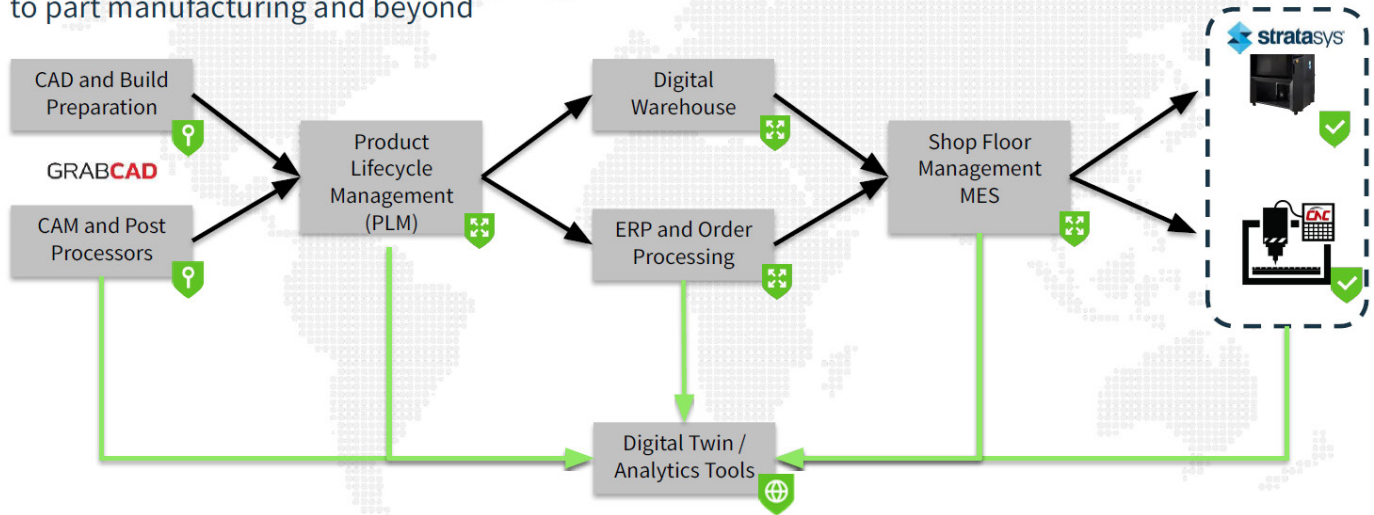 to part manufacturing and beyond
stratasys
CAD and Build
Preparation
Digital
Warehouse
Product
Lifecycle
Management
(PLM)
Shop Floor
Management
MES
GRABCAD
CAM and Post
Processors
ERP and Order
Processing
CNC
Digital Twin /
Analytics Tools